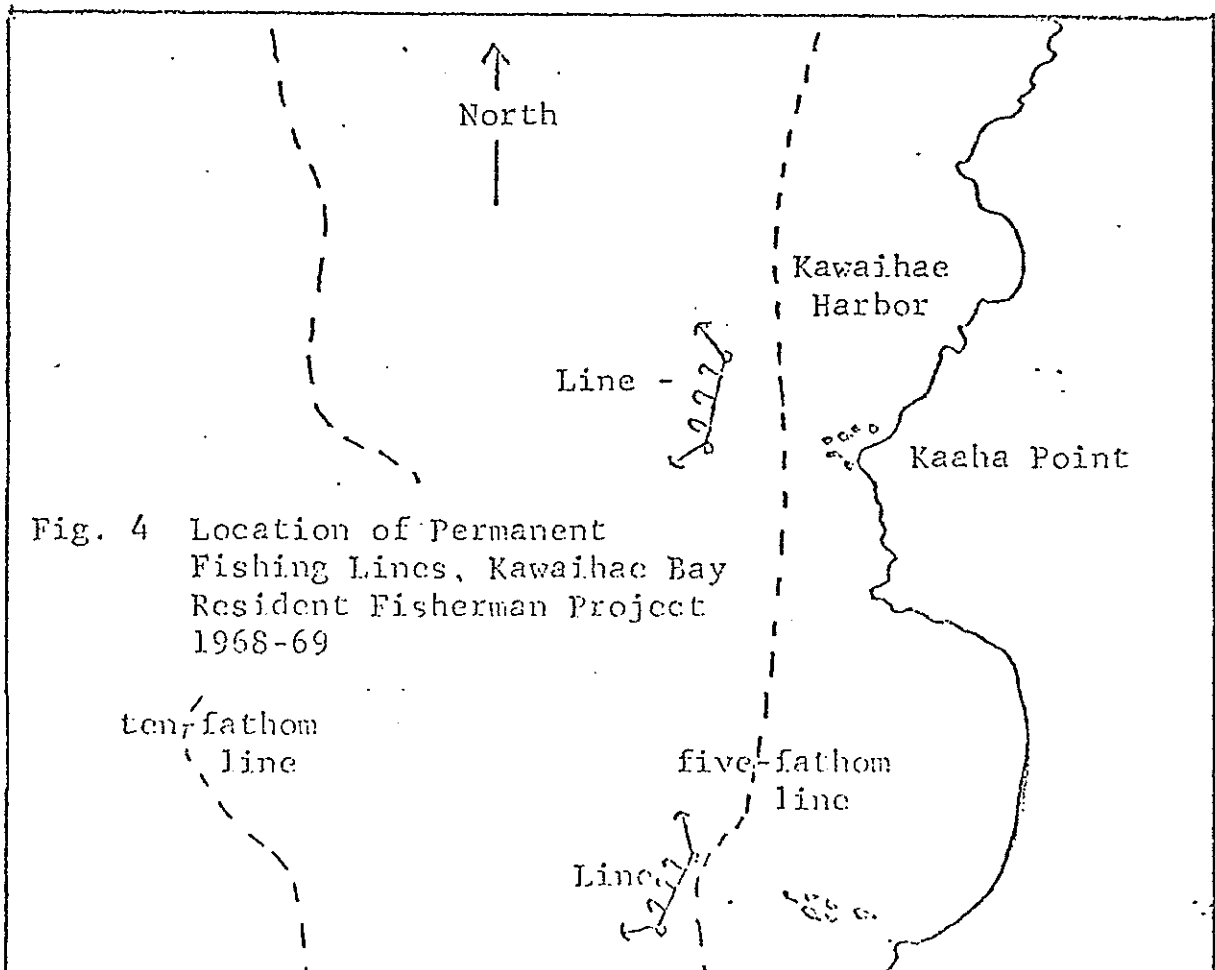 North
Kawaihae
Harbor
Line -
Kaaha Point
Fig. 4 Location of Permanent
Fishing Lines, Kawaihae Bay
Resident Fisherman Project
1968-69
ten-fathom
line
five-fathom
line
Line